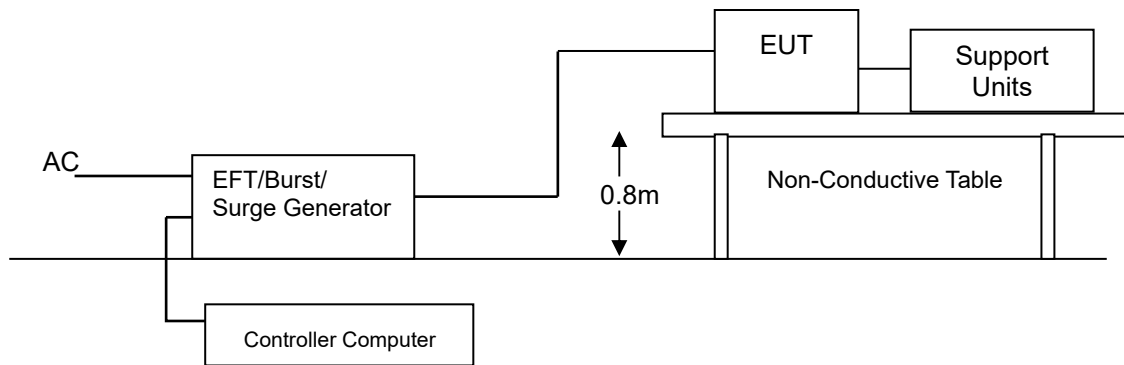 EUT
Support
Units
AC
EFT/Burst/
Surge Generator
0.8m
Non-Conductive Table
Controller Computer